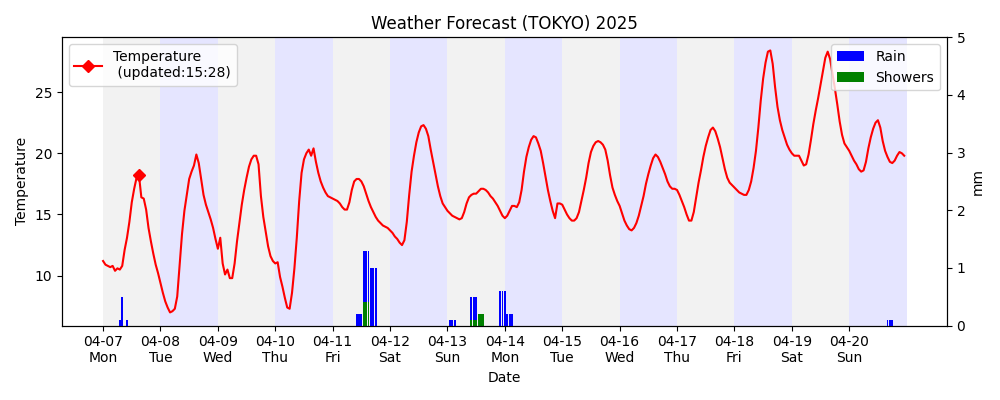 Weather Forecast (TOKYO) 2025
Temperature
(updated:15:28)
Rain
Showers
Temperature
25
20
15
10
5
4
3
2
1
0
mm
04-07 04-08 04-09 04-10 04-11 04-12 04-13 04-14 04-15 04-16 04-17 04-18 04-19 04-20
Mon Tue Wed Thu Fri Sat Sun Mon Tue Wed Thu Fri Sat Sun
Date